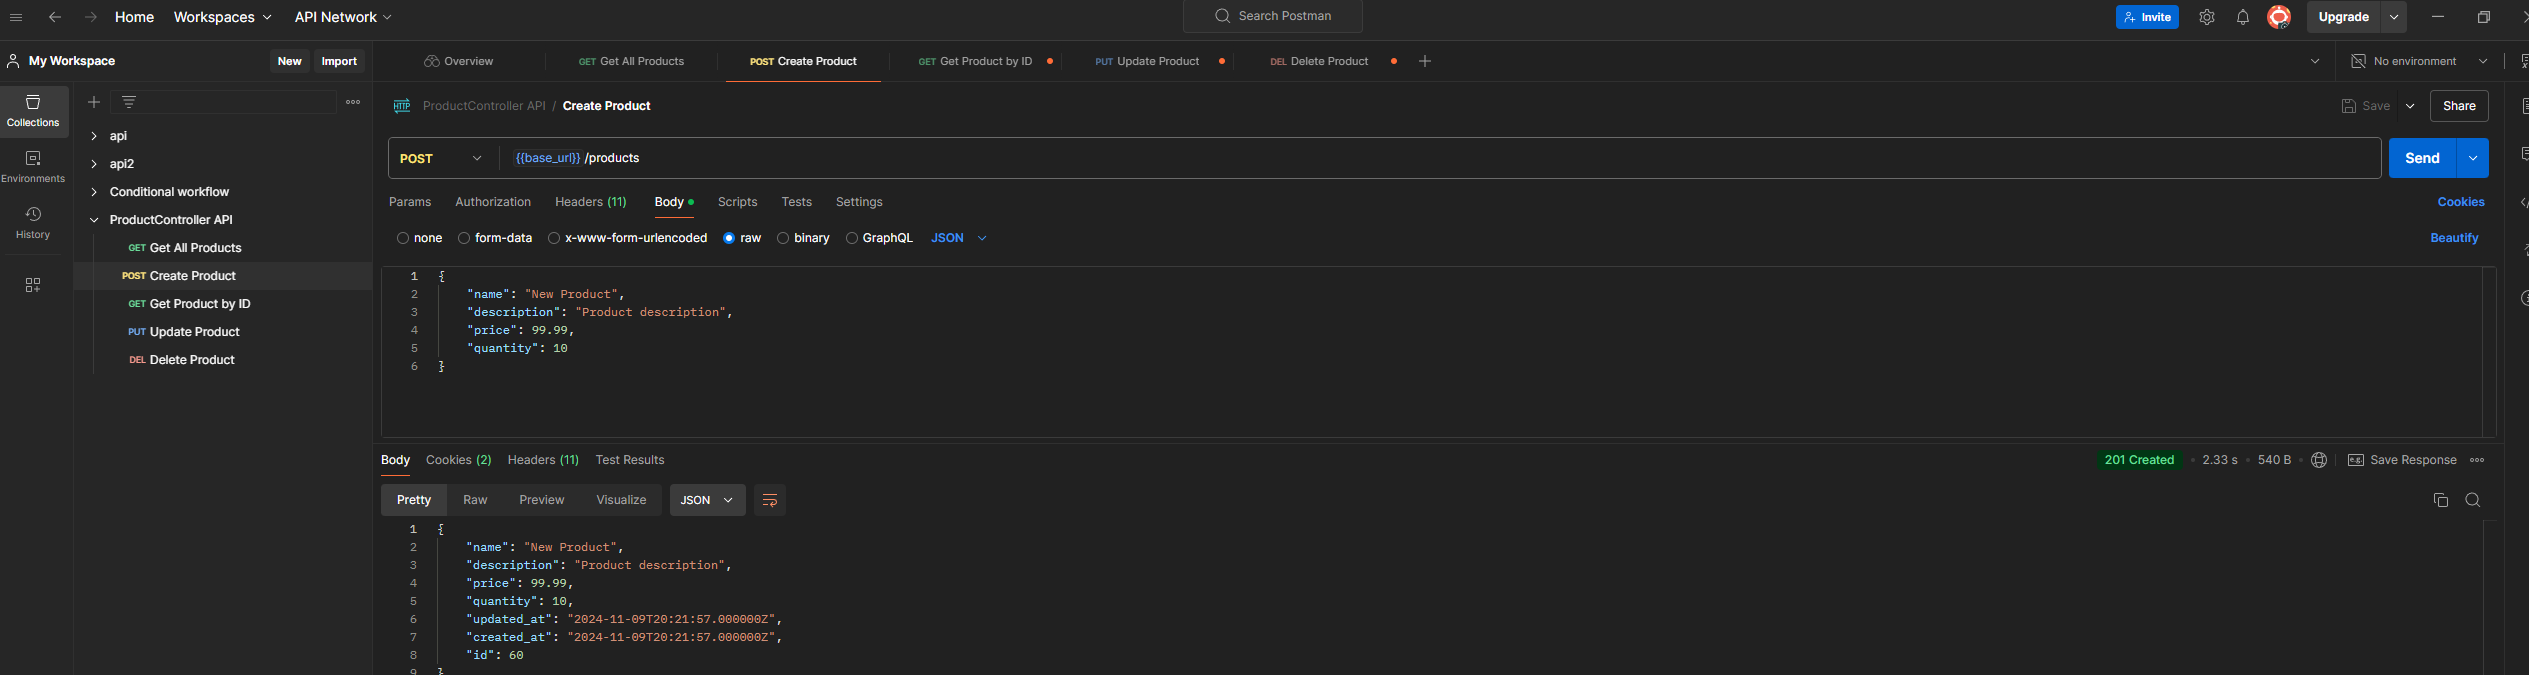 Home Workspaces API Network Search Postman Invite Upgrade
My Workspace New Import Overview GET Get All Products POST Create Product GET Get Product by ID PUT Update Product DEL Delete Product No environment
Collections
Environments
History
api
api2
Conditional workflow
ProductController API
GET Get All Products
POST Create Product
GET Get Product by ID
PUT Update Product
DEL Delete Product
HTTP ProductController API / Create Product Save Share
POST {{base_url}} /products Send
Params Authorization Headers (11) Body Scripts Tests Settings Cookies
none form-data x-www-form-urlencoded raw binary GraphQL JSON Beautify
1 {
2 "name": "New Product",
3 "description": "Product description",
4 "price": 99.99,
5 "quantity": 10
6 }
Body Cookies (2) Headers (11) Test Results 201 Created 2.33 s 540 B e.g. Save Response
Pretty Raw Preview Visualize JSON
1 {
2 "name": "New Product",
3 "description": "Product description",
4 "price": 99.99,
5 "quantity": 10,
6 "updated_at": "2024-11-09T20:21:57.000000Z",
7 "created_at": "2024-11-09T20:21:57.000000Z",
8 "id": 60
9 }